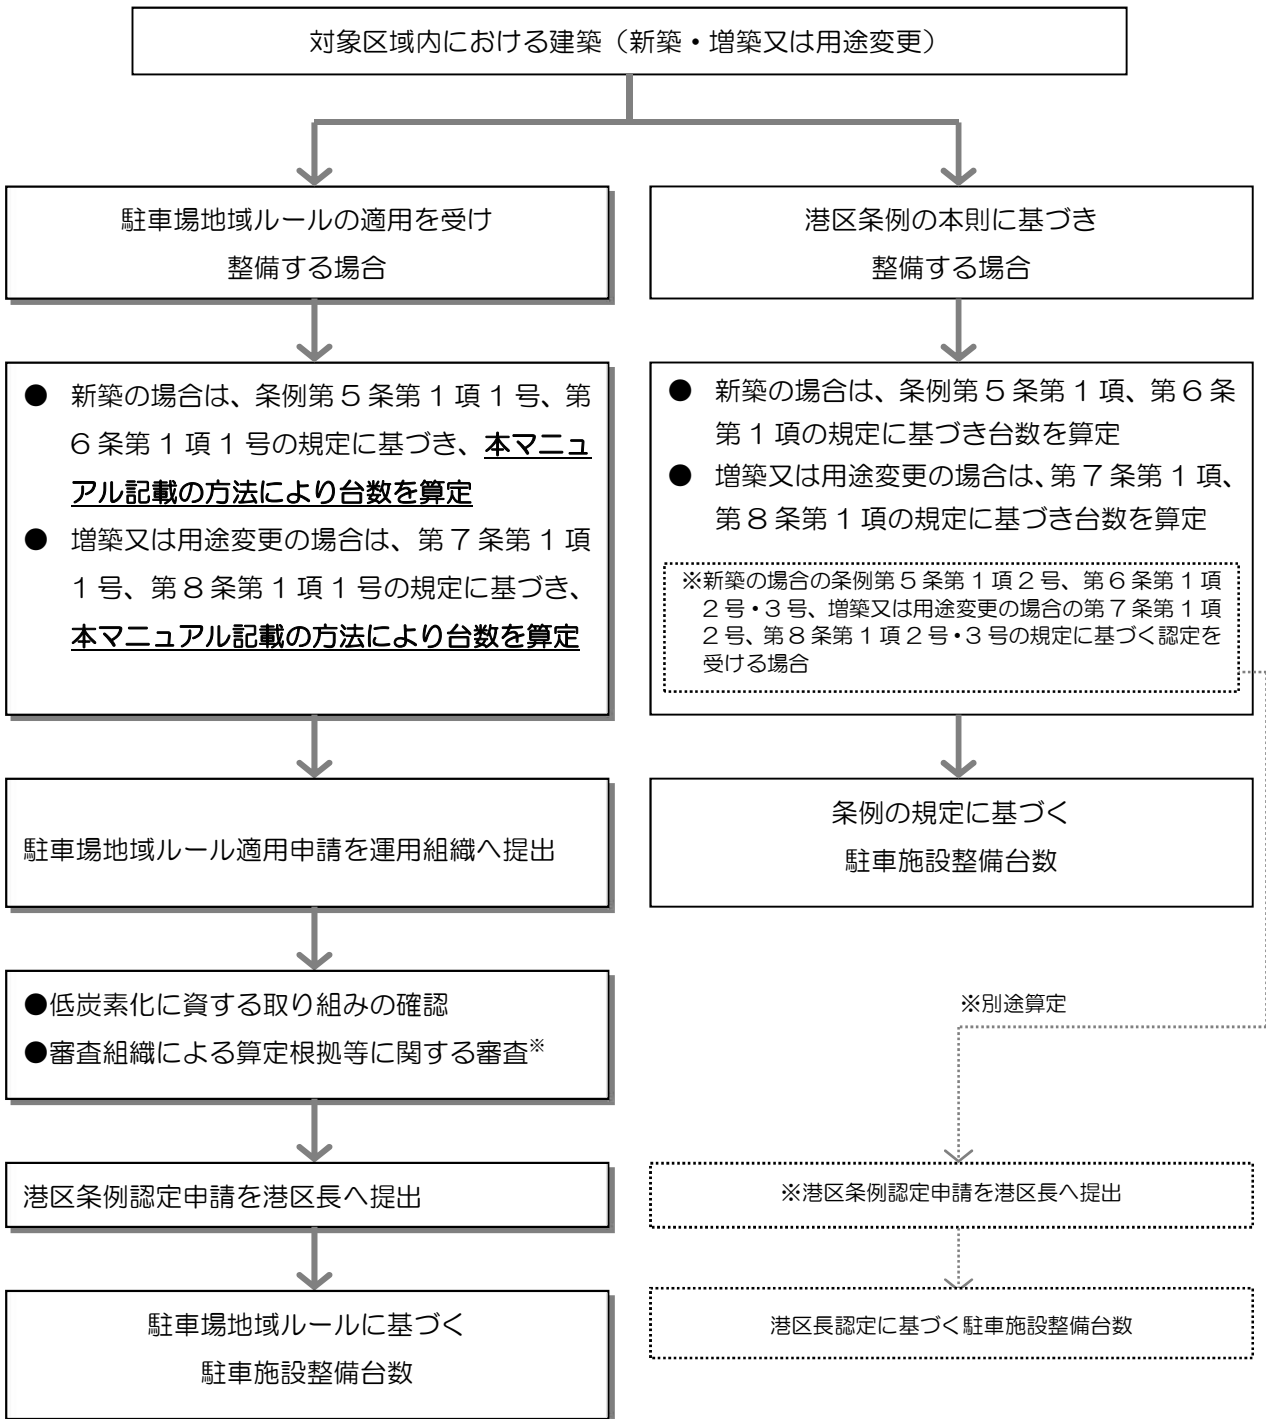 対象区域内における建築（新築・増築又は用途変更）
駐車場地域ルールの適用を受け
整備する場合
● 新築の場合は、条例第５条第１項１号、第
６条第１項１号の規定に基づき、本マニュ
アル記載の方法により台数を算定
● 増築又は用途変更の場合は、第７条第１項
１号、第８条第１項１号の規定に基づき、
本マニュアル記載の方法により台数を算定
駐車場地域ルール適用申請を運用組織へ提出
●低炭素化に資する取り組みの確認
●審査組織による算定根拠等に関する審査※
港区条例認定申請を港区長へ提出
駐車場地域ルールに基づく
駐車施設整備台数
港区条例の本則に基づき
整備する場合
● 新築の場合は、条例第５条第１項、第６条
第１項の規定に基づき台数を算定
● 増築又は用途変更の場合は、第７条第１項、
第８条第１項の規定に基づき台数を算定
※新築の場合の条例第５条第１項２号、第６条第１項
２号・３号、増築又は用途変更の場合の第７条第１項
２号、第８条第１項２号・３号の規定に基づく認定を
受ける場合
条例の規定に基づく
駐車施設整備台数
※別途算定
※港区条例認定申請を港区長へ提出
港区長認定に基づく駐車施設整備台数